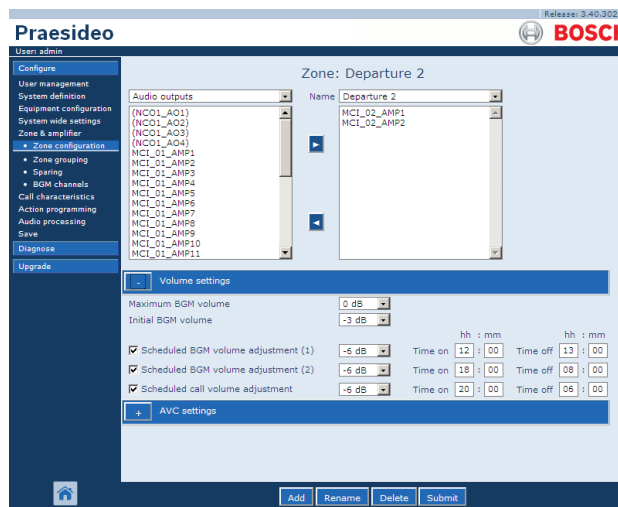 Release: 3.40.302
Praesideo
BOSCH
User: admin
Configure
User management
System definition
Equipment configuration
System wide settings
Zone & amplifier
• Zone configuration
• Zone grouping
• Sparing
• BGM channels
Call characteristics
Action programming
Audio processing
Save
Diagnose
Upgrade
Zone: Departure 2
Audio outputs
Name Departure 2
(NCO1_AO1)
(NCO1_AO2)
(NCO1_AO3)
(NCO1_AO4)
MCI_01_AMP1
MCI_01_AMP2
MCI_01_AMP3
MCI_01_AMP4
MCI_01_AMP5
MCI_01_AMP6
MCI_01_AMP7
MCI_01_AMP8
MCI_01_AMP9
MCI_01_AMP10
MCI_01_AMP11
MCI_02_AMP1
MCI_02_AMP2
- Volume settings
Maximum BGM volume 0 dB
Initial BGM volume -3 dB
hh : mm hh : mm
Scheduled BGM volume adjustment (1) -6 dB Time on 12 : 00 Time off 13 : 00
Scheduled BGM volume adjustment (2) -6 dB Time on 18 : 00 Time off 08 : 00
Scheduled call volume adjustment -6 dB Time on 20 : 00 Time off 06 : 00
+ AVC settings
Add Rename Delete Submit